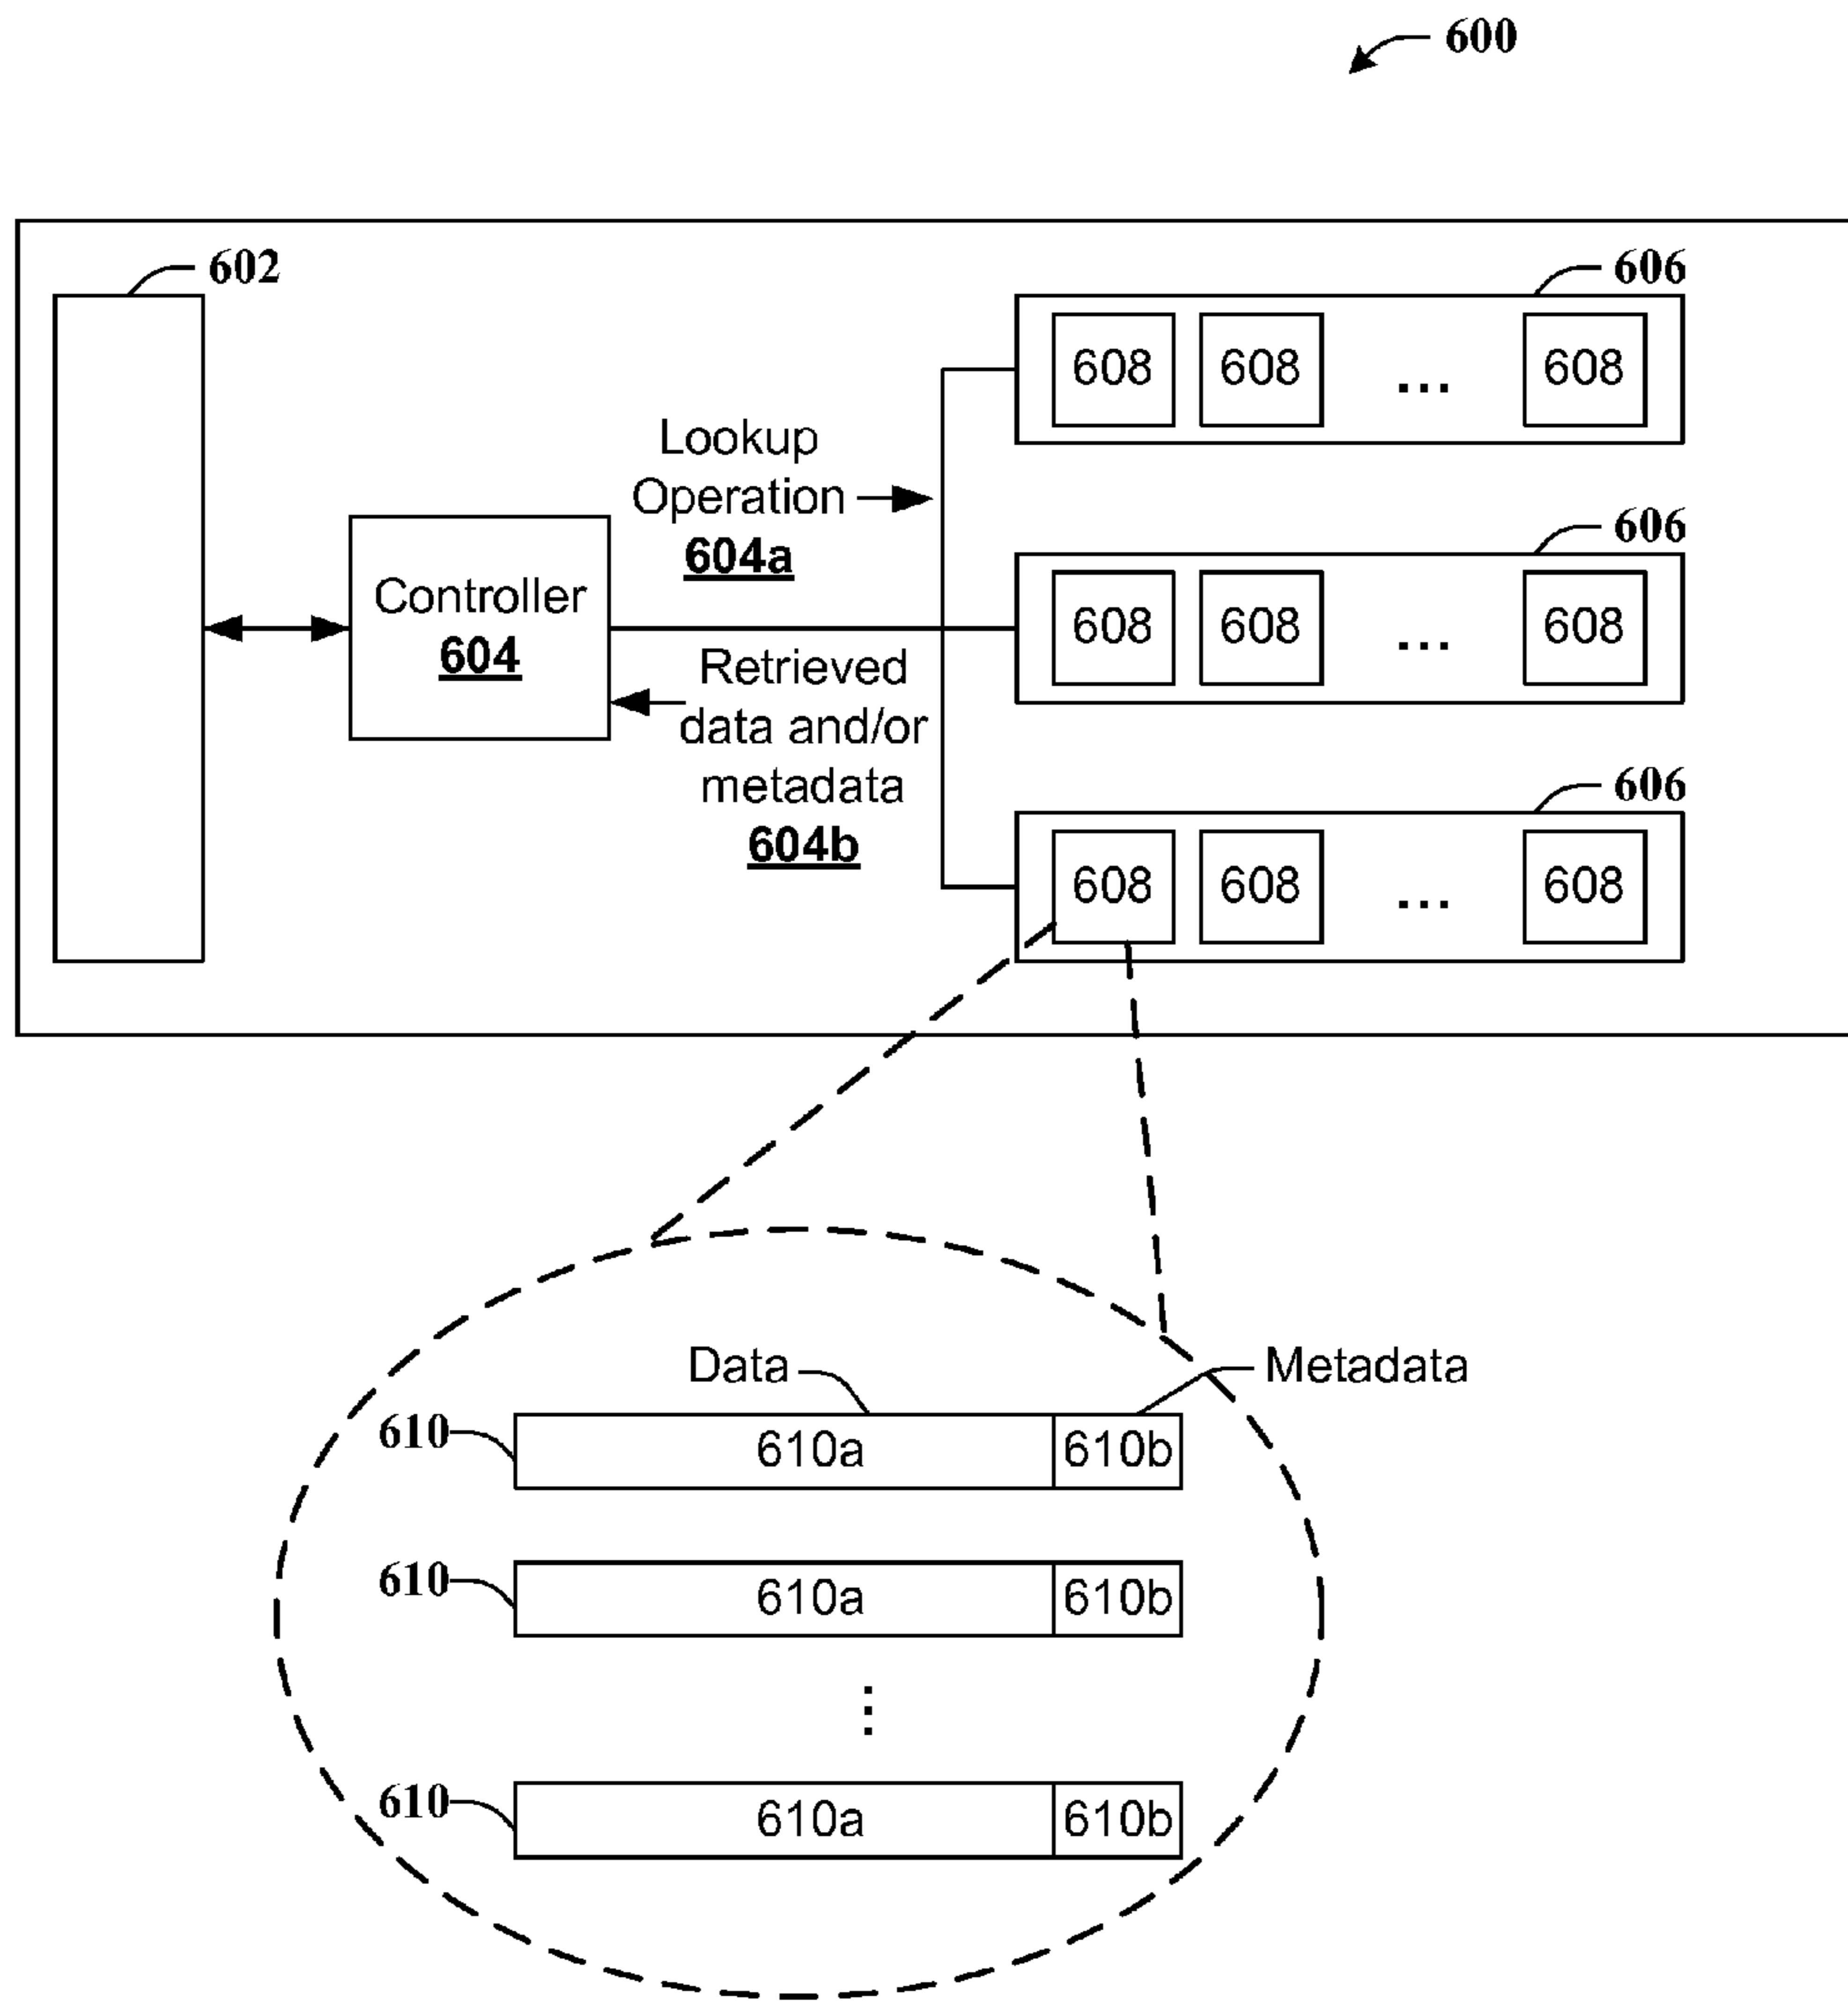 600
602
606
608 608 ... 608
Lookup
Operation
604a
606
Controller
604
608 608 ... 608
Retrieved
data and/or
metadata
604b
606
608 608 ... 608
Data
Metadata
610 610a 610b
610 610a 610b
⋮
610 610a 610b